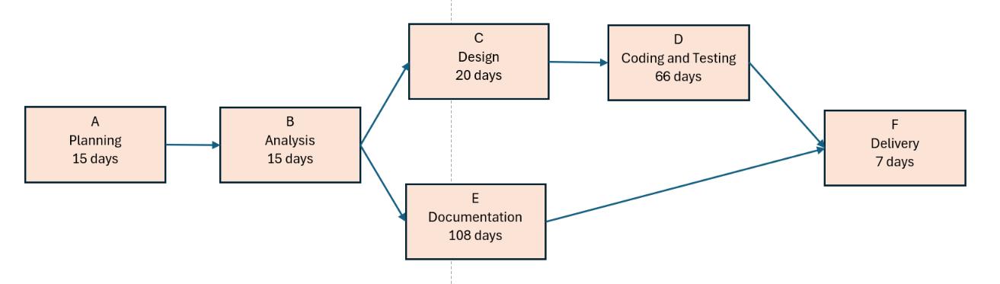 A
Planning
15 days
B
Analysis
15 days
C
Design
20 days
D
Coding and Testing
66 days
E
Documentation
108 days
F
Delivery
7 days